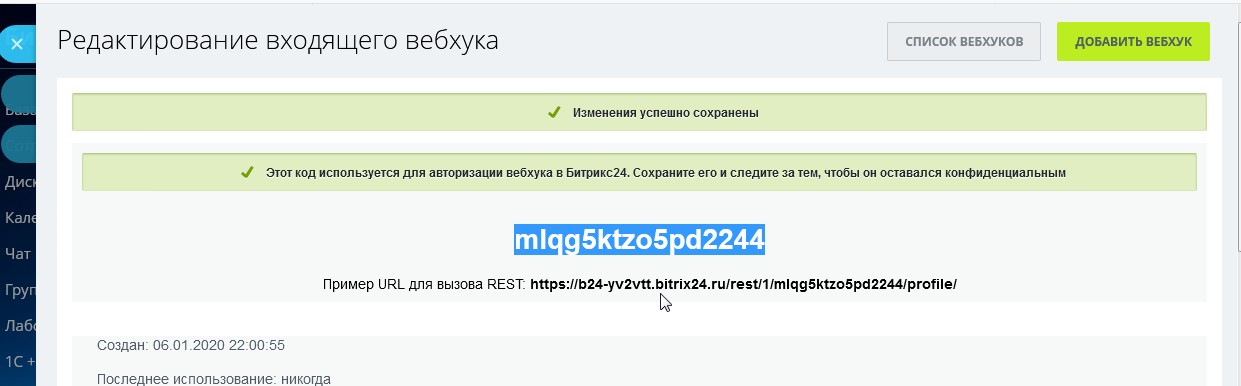 Редактирование входящего вебхука
СПИСОК ВЕБХУКОВ
ДОБАВИТЬ ВЕБХУК
Изменения успешно сохранены
Этот код используется для авторизации вебхука в Битрикс24. Сохраните его и следите за тем, чтобы он оставался конфиденциальным
mlqg5ktzo5pd2244
Пример URL для вызова REST: https://b24-yv2vtt.bitrix24.ru/rest/1/mlqg5ktzo5pd2244/profile/
Создан: 06.01.2020 22:00:55
Последнее использование: никогда
Диск
Кале
Чат
Груп
Лабо
1С +